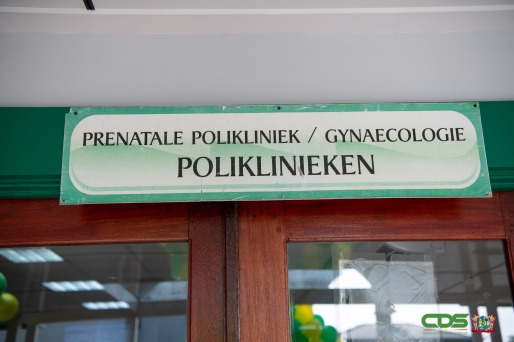 PRENATALE POLIKLINIEK / GYNAECOLOGIE
POLIKLINIEKEN
CDS